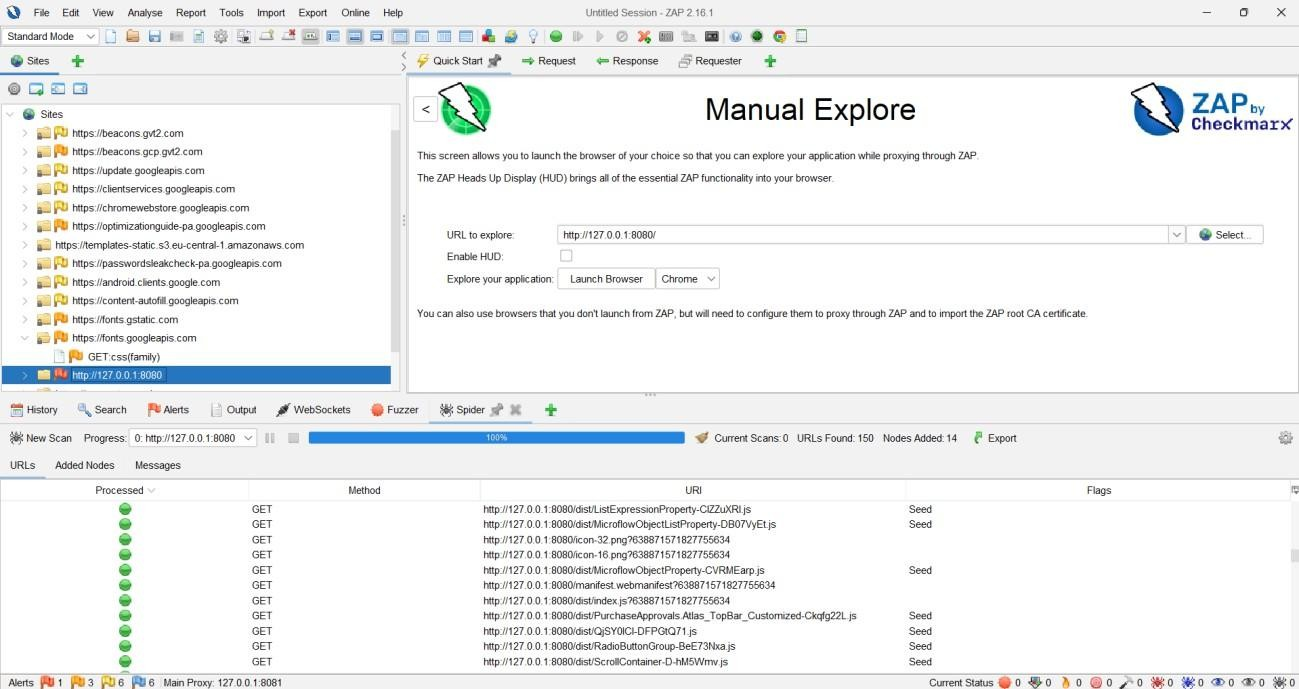 File Edit View Analyse Report Tools Import Export Online Help Untitled Session - ZAP 2.16.1
Standard Mode
Sites
Quick Start Request Response Requester
Sites
https://beacons.gvt2.com
https://beacons.gcp.gvt2.com
https://update.googleapis.com
https://clientservices.googleapis.com
https://chromewebstore.googleapis.com
https://optimizationguide-pa.googleapis.com
https://templates-static.s3.eu-central-1.amazonaws.com
https://passwordsleakcheck-pa.googleapis.com
https://android.clients.google.com
https://content-autofill.googleapis.com
https://fonts.gstatic.com
https://fonts.googleapis.com
GET:css(family)
http://127.0.0.1:8080
<
Manual Explore
ZAP by
Checkmarx
This screen allows you to launch the browser of your choice so that you can explore your application while proxying through ZAP.
The ZAP Heads Up Display (HUD) brings all of the essential ZAP functionality into your browser.
URL to explore: http://127.0.0.1:8080/ Select...
Enable HUD:
Explore your application: Launch Browser Chrome
You can also use browsers that you don't launch from ZAP, but will need to configure them to proxy through ZAP and to import the ZAP root CA certificate.
History Search Alerts Output WebSockets Fuzzer Spider
New Scan Progress: 0: http://127.0.0.1:8080 100% Current Scans: 0 URLs Found: 150 Nodes Added: 14 Export
URLs Added Nodes Messages
Processed Method URI Flags
GET http://127.0.0.1:8080/dist/ListExpressionProperty-ClZZuXRl.js Seed
GET http://127.0.0.1:8080/dist/MicroflowObjectListProperty-DB07VyEt.js Seed
GET http://127.0.0.1:8080/icon-32.png?638871571827755634
GET http://127.0.0.1:8080/icon-16.png?638871571827755634
GET http://127.0.0.1:8080/dist/MicroflowObjectProperty-CVRMEarp.js Seed
GET http://127.0.0.1:8080/manifest.webmanifest?638871571827755634
GET http://127.0.0.1:8080/dist/index.js?638871571827755634
GET http://127.0.0.1:8080/dist/PurchaseApprovals.Atlas_TopBar_Customized-Ckqfg22L.js Seed
GET http://127.0.0.1:8080/dist/QjSY0lCl-DFPGtQ71.js Seed
GET http://127.0.0.1:8080/dist/RadioButtonGroup-BeE73Nxa.js Seed
GET http://127.0.0.1:8080/dist/ScrollContainer-D-hM5Wmv.js Seed
Alerts 1 3 6 6 Main Proxy: 127.0.0.1:8081 Current Status 0 0 0 0 0 0 0 0 0 0